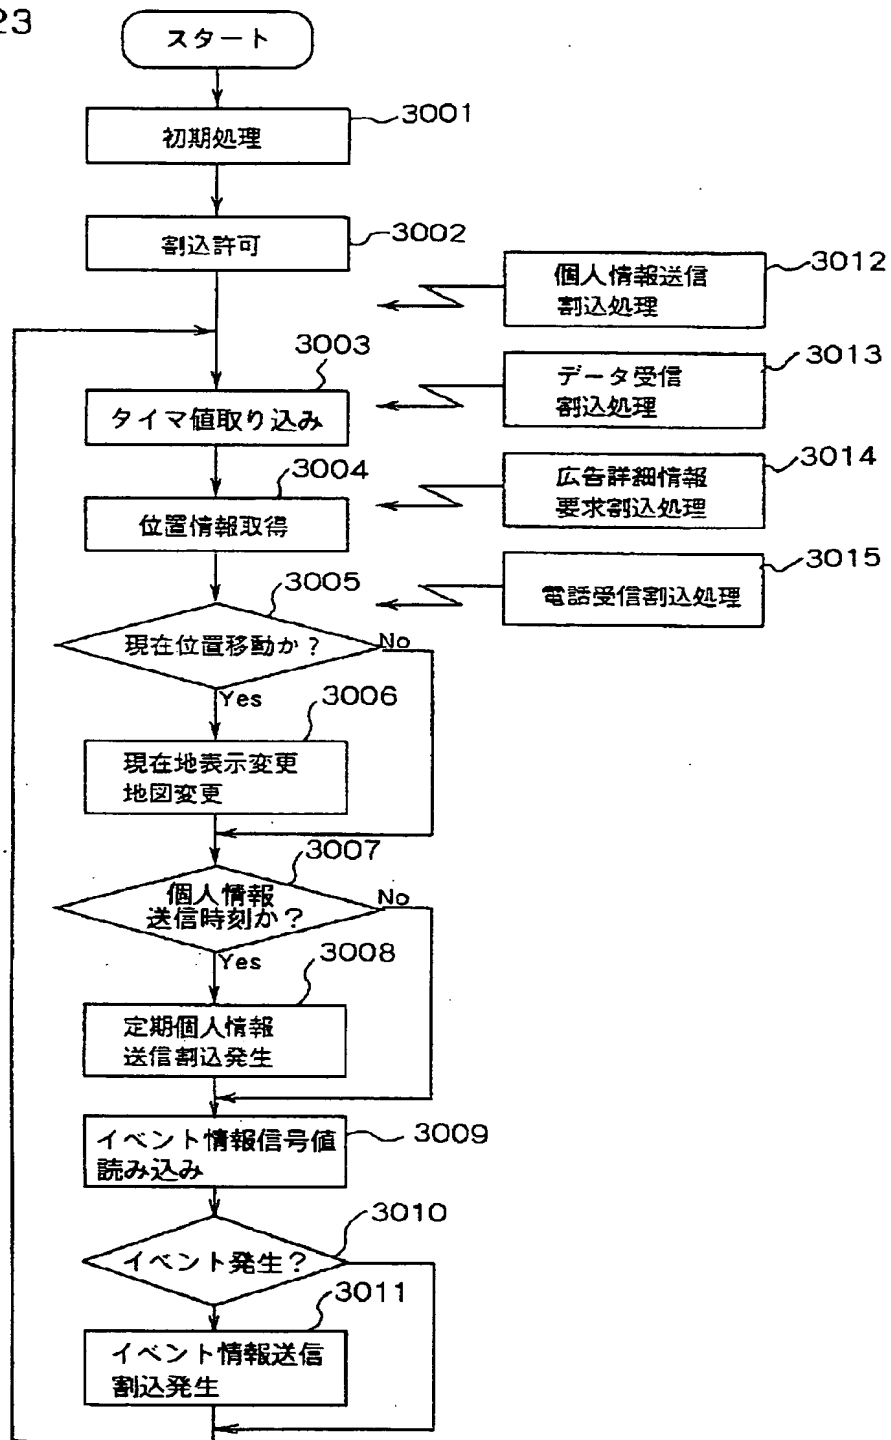 23
スタート
初期処理
3001
割込許可
3002
個人情報送信
割込処理
3012
3003
タイマ値取り込み
データ受信
割込処理
3013
3004
位置情報取得
広告詳細情報
要求割込処理
3014
3005
現在位置移動か?
No
Yes
電話受信割込処理
3015
3006
現在地表示変更
地図変更
3007
個人情報
送信時刻か?
No
Yes
3008
定期個人情報
送信割込発生
イベント情報信号値
読み込み
3009
3010
イベント発生?
3011
イベント情報送信
割込発生